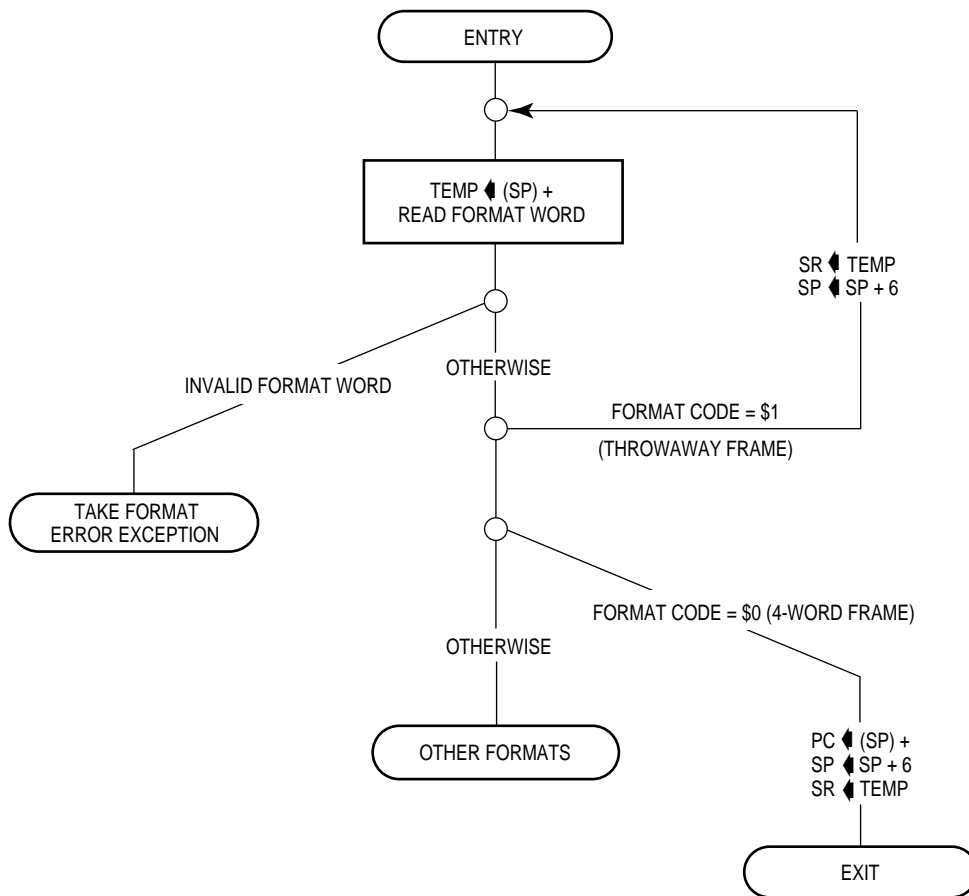 ENTRY
TEMP ← (SP) +
READ FORMAT WORD
SR ← TEMP
SP ← SP + 6
OTHERWISE
INVALID FORMAT WORD
FORMAT CODE = $1
(THROWAWAY FRAME)
TAKE FORMAT
ERROR EXCEPTION
FORMAT CODE = $0 (4-WORD FRAME)
OTHERWISE
OTHER FORMATS
PC ← (SP) +
SP ← SP + 6
SR ← TEMP
EXIT